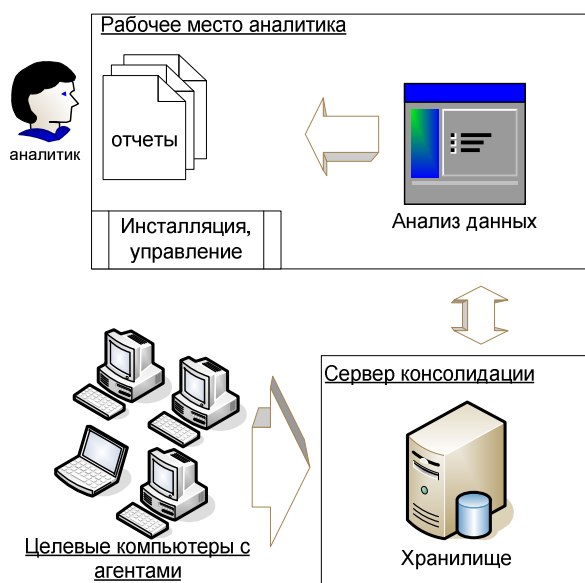 Рабочее место аналитика
отчеты
аналитик
Анализ данных
Инсталляция,
управление
Сервер консолидации
Целевые компьютеры с
агентами
Хранилище